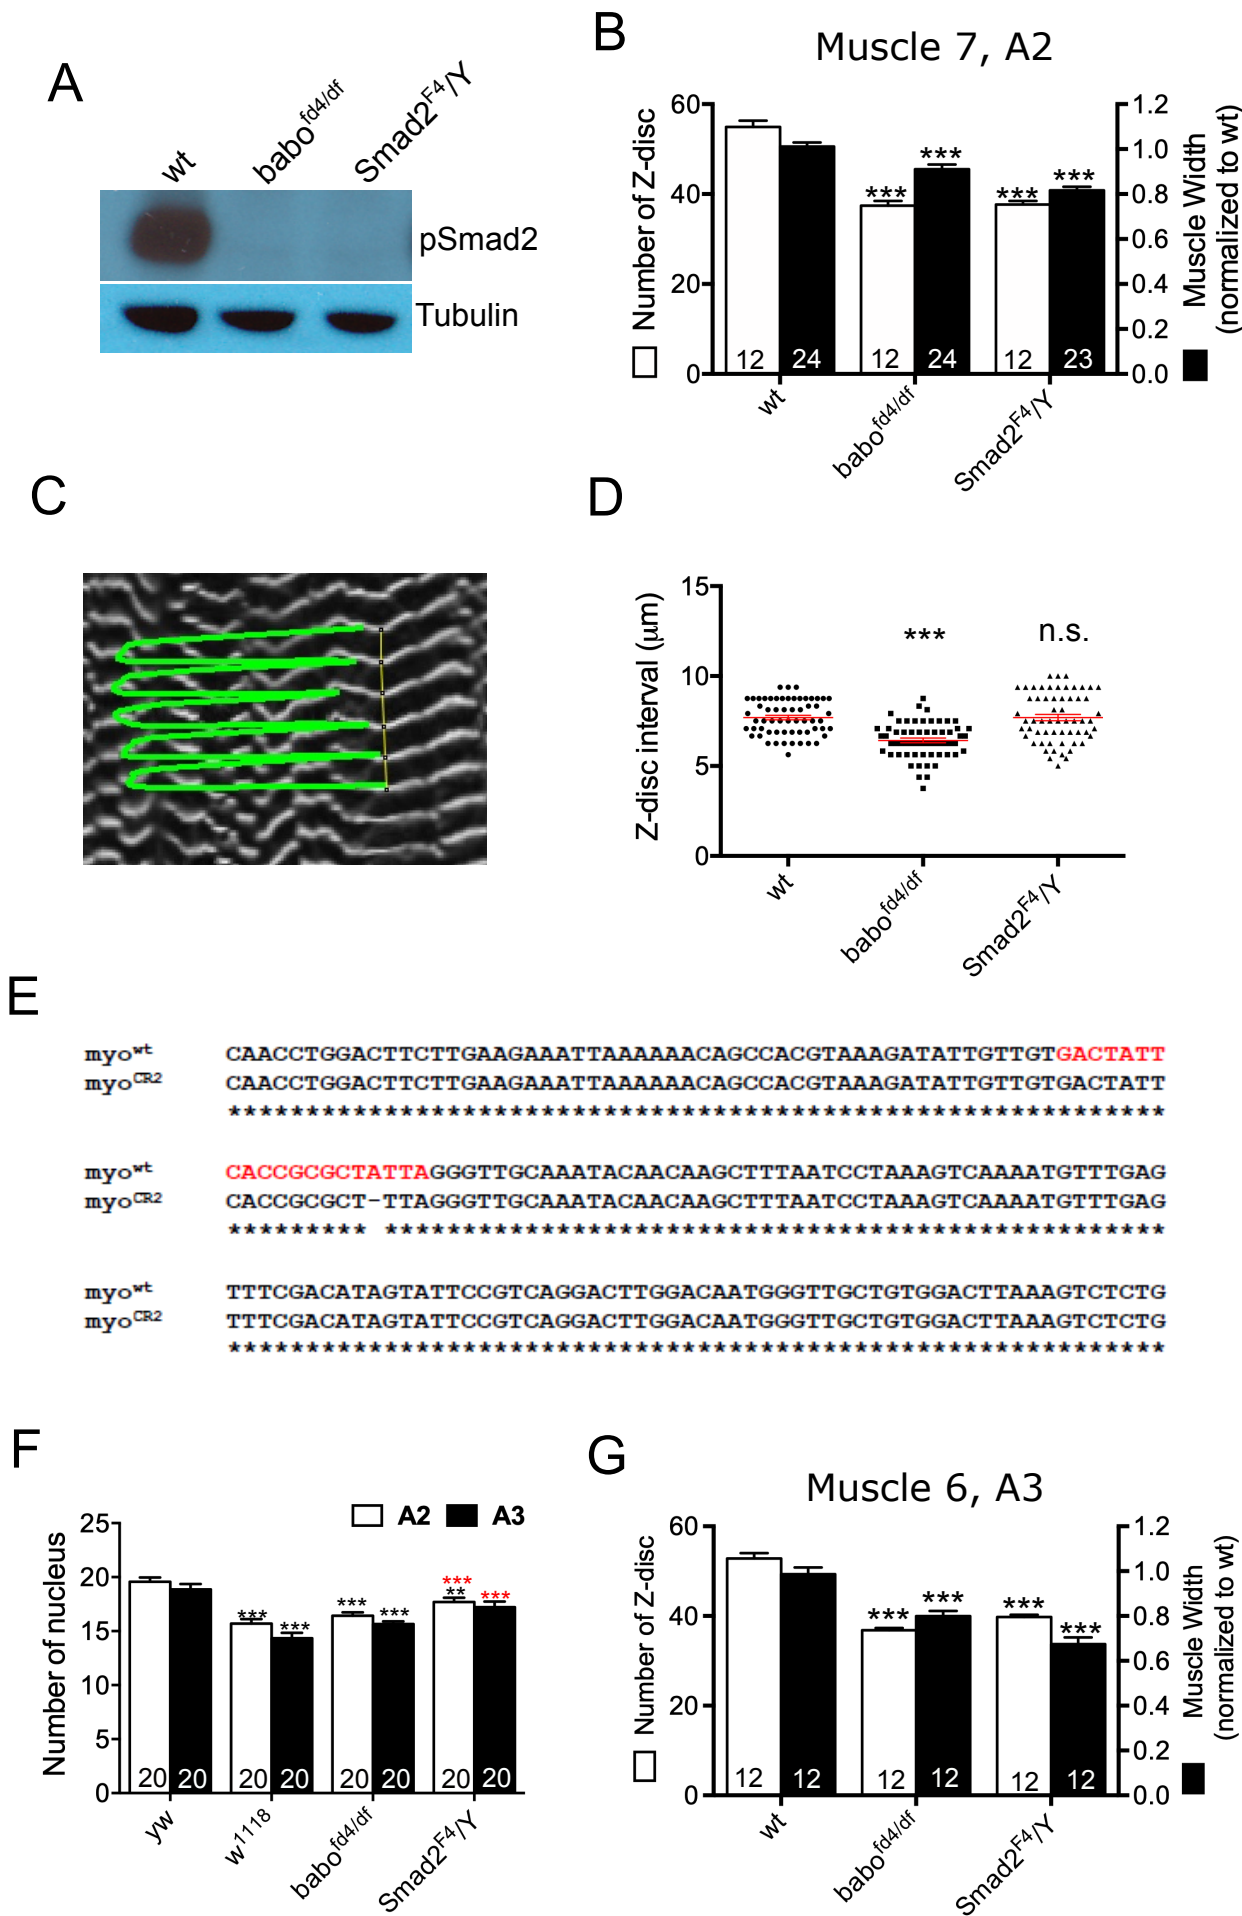 A
wt
babo^fd4/df
Smad2^F4/Y
pSmad2
Tubulin
B
Muscle 7, A2
Number of Z-disc
60
40
20
0
1.2
1.0
0.8
0.6
0.4
0.2
0.0
Muscle Width
(normalized to wt)
***
***
***
***
12
24
12
24
12
23
wt
babo^fd4/df
Smad2^F4/Y
C
D
Z-disc interval (μm)
15
10
5
0
***
n.s.
wt
babo^fd4/df
Smad2^F4/Y
E
myo^wt CAACCTGGACTTCTTGAAGAAATTAAAAAACAGCCACGTAAAGATATTGTTGTGACTATT
myo^CR2 CAACCTGGACTTCTTGAAGAAATTAAAAAACAGCCACGTAAAGATATTGTTGTGACTATT
************************************************************
myo^wt CACCGCGCTATTAGGGTTGCAAATACAACAAGCTTTAATCCTAAAGTCAAAATGTTTGAG
myo^CR2 CACCGCGCT-TTAGGGTTGCAAATACAACAAGCTTTAATCCTAAAGTCAAAATGTTTGAG
********* **************************************************
myo^wt TTTCGACATAGTATTCCGTCAGGACTTGGACAATGGGTTGCTGTGGACTTAAAGTCTCTG
myo^CR2 TTTCGACATAGTATTCCGTCAGGACTTGGACAATGGGTTGCTGTGGACTTAAAGTCTCTG
************************************************************
F
A2 A3
Number of nucleus
25
20
15
10
5
0
***
***
***
***
***
**
***
20
20
20
20
20
20
20
20
yw
w^1118
babo^fd4/df
Smad2^F4/Y
G
Muscle 6, A3
Number of Z-disc
60
40
20
0
1.2
1.0
0.8
0.6
0.4
0.2
0.0
Muscle Width
(normalized to wt)
***
***
***
***
12
12
12
12
12
12
wt
babo^fd4/df
Smad2^F4/Y